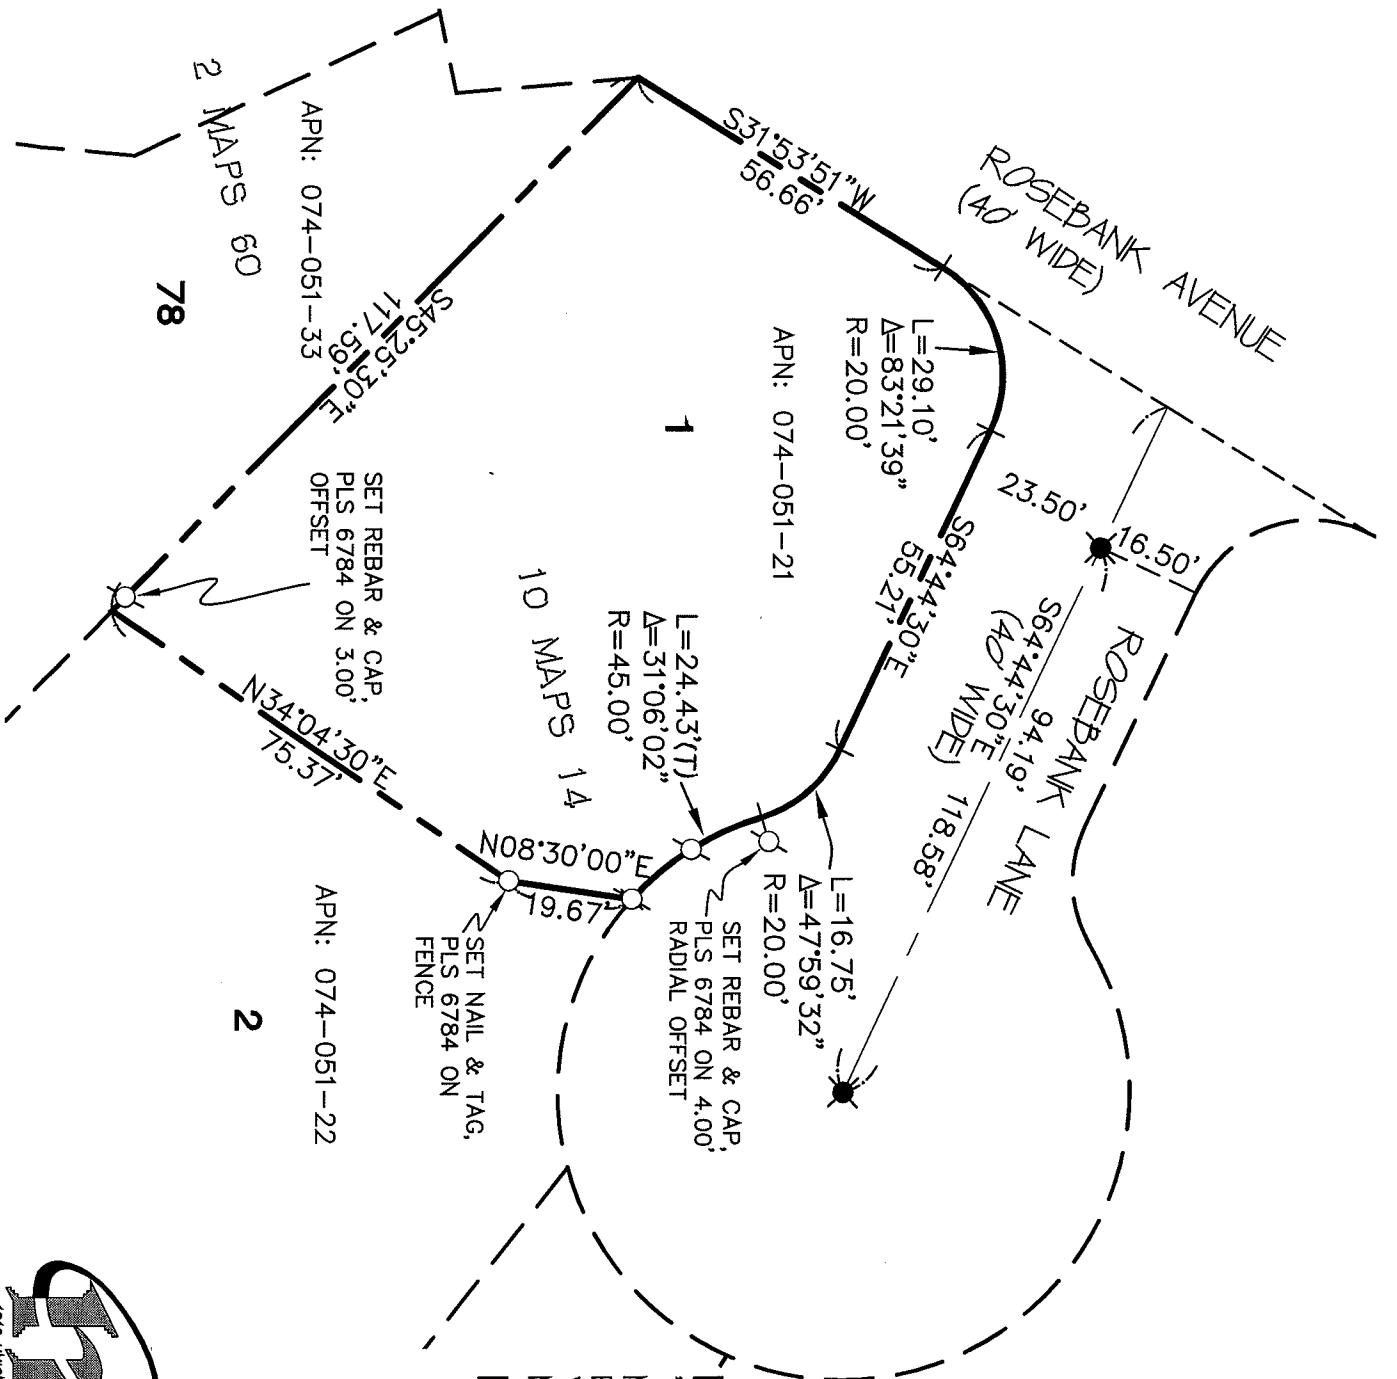 ROSEBANK AVENUE
(40' WIDE)
S31°53'51"W
56.66'
L=29.10'
Δ=83°21'39"
R=20.00'
APN: 074-051-21
1
23.50'
16.50'
S64°44'30"E
55.21'
ROSEBANK LANE
94.19'
S64°44'30"E
(40' WIDE)
118.58'
2 MAPS 60
APN: 074-051-33
78
S45°25'30"E
117.59'
SET REBAR & CAP,
PLS 6784 ON 3.00'
OFFSET
10 MAPS 14
L=24.43'(T)
Δ=31°06'02"
R=45.00'
L=16.75'
Δ=47°59'32"
R=20.00'
SET REBAR & CAP,
PLS 6784 ON 4.00'
RADIAL OFFSET
N34°04'30"E
75.37'
N08°30'00"E
19.67'
SET NAIL & TAG,
PLS 6784 ON
FENCE
APN: 074-051-22
2